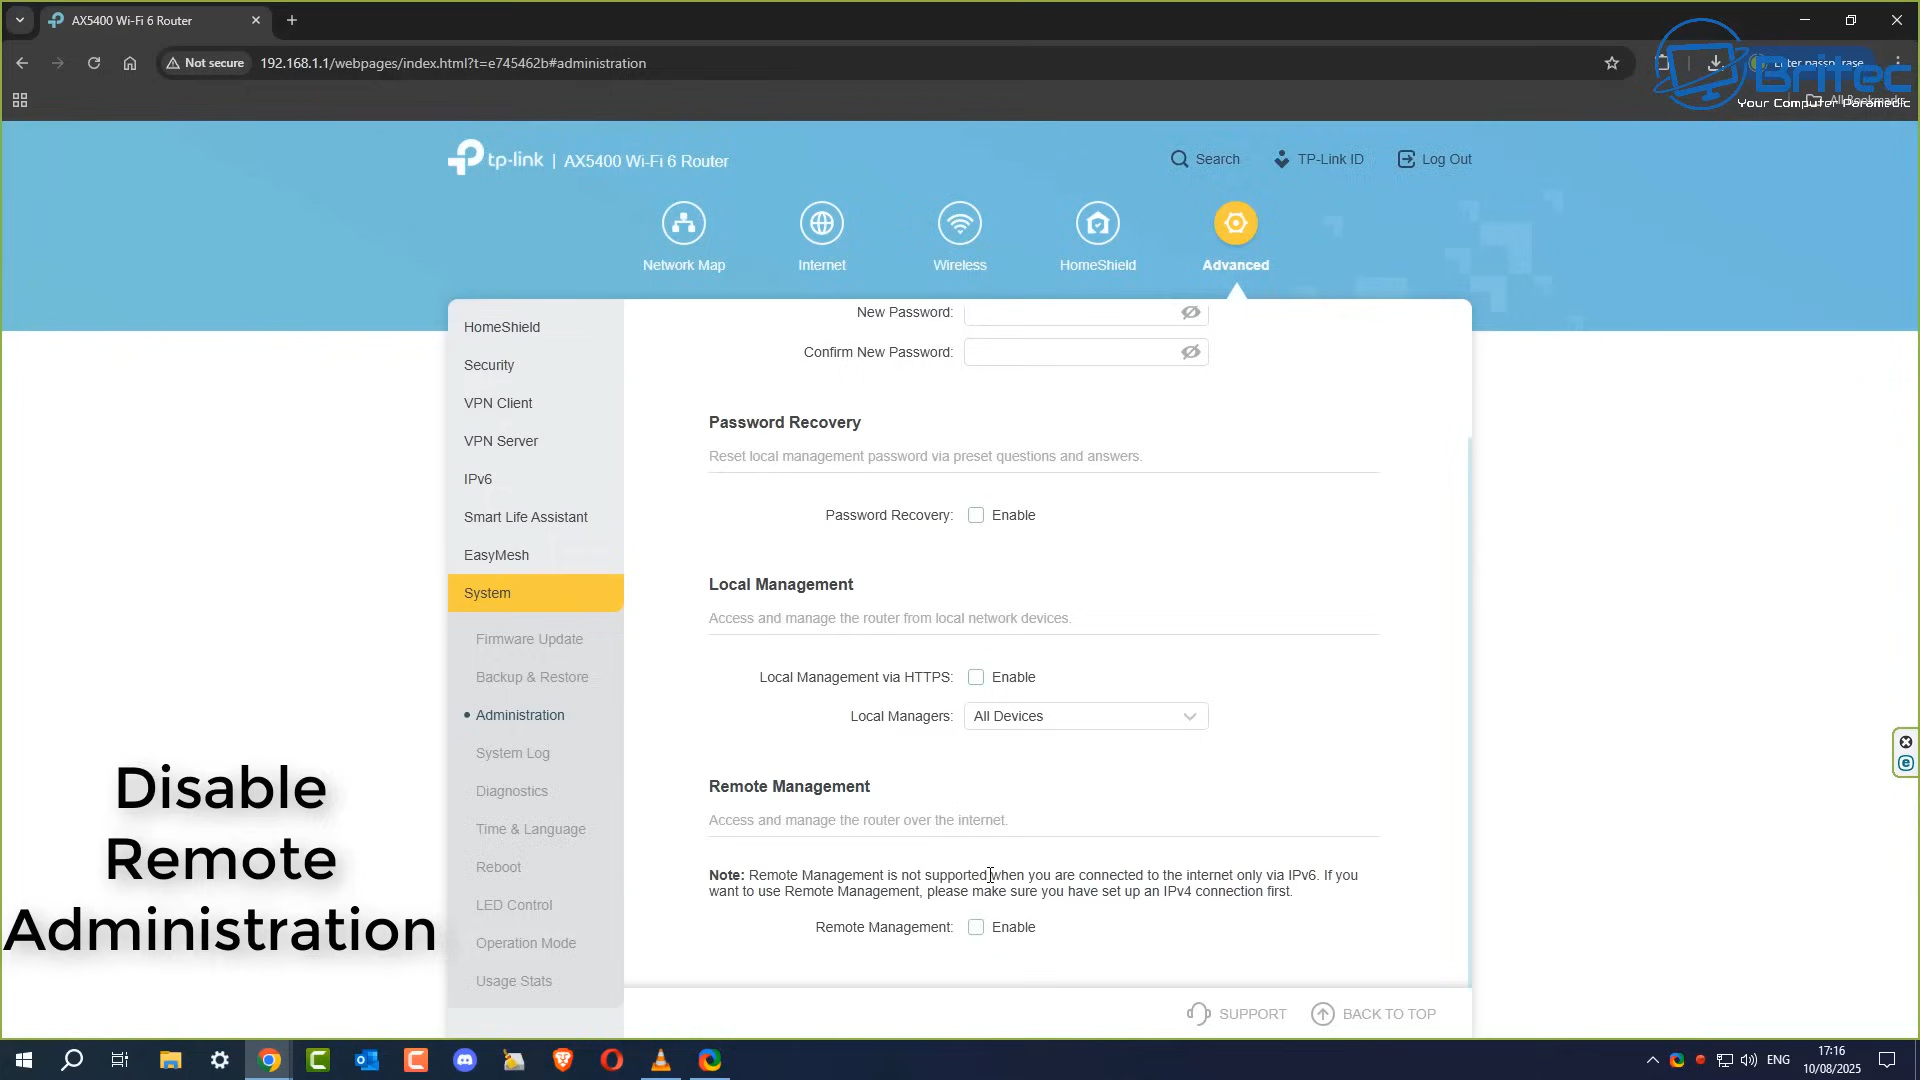 AX5400 Wi-Fi 6 Router
Not secure
192.168.1.1/webpages/index.html?t=e745462b#administration
Enter passphrase
All Bookmarks
Britec
Your Computer Paramedic
tp-link | AX5400 Wi-Fi 6 Router
Search
TP-Link ID
Log Out
Network Map
Internet
Wireless
HomeShield
Advanced
HomeShield
Security
VPN Client
VPN Server
IPv6
Smart Life Assistant
EasyMesh
System
Firmware Update
Backup & Restore
Administration
System Log
Diagnostics
Time & Language
Reboot
LED Control
Operation Mode
Usage Stats
New Password:
Confirm New Password:
Password Recovery
Reset local management password via preset questions and answers.
Password Recovery: Enable
Local Management
Access and manage the router from local network devices.
Local Management via HTTPS: Enable
Local Managers: All Devices
Remote Management
Access and manage the router over the internet.
Note: Remote Management is not supported when you are connected to the internet only via IPv6. If you
want to use Remote Management, please make sure you have set up an IPv4 connection first.
Remote Management: Enable
SUPPORT
BACK TO TOP
Disable
Remote
Administration
ENG
17:16
10/08/2025